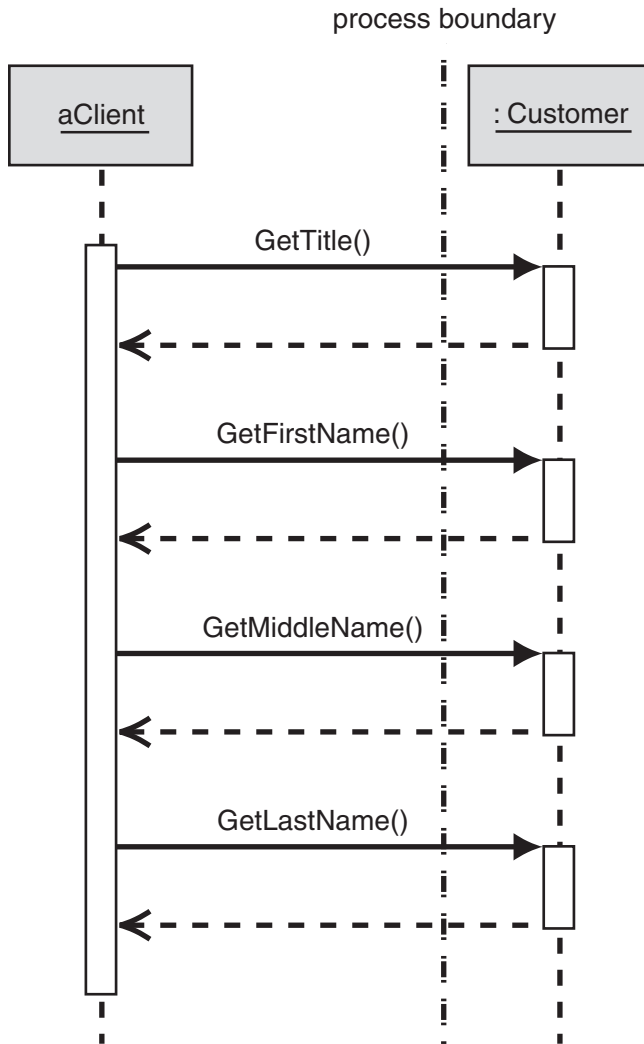 process boundary
aClient
: Customer
GetTitle()
GetFirstName()
GetMiddleName()
GetLastName()